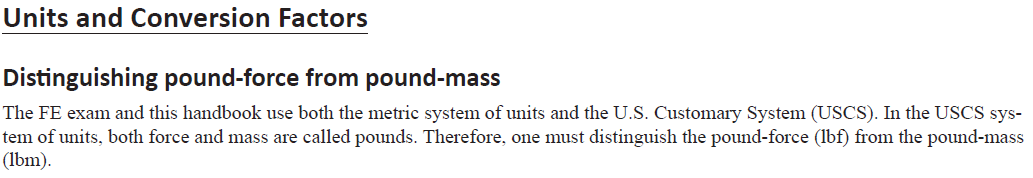 Units and Conversion Factors
Distinguishing pound-force from pound-mass
The FE exam and this handbook use both the metric system of units and the U.S. Customary System (USCS). In the USCS sys-
tem of units, both force and mass are called pounds. Therefore, one must distinguish the pound-force (lbf) from the pound-mass
(lbm).